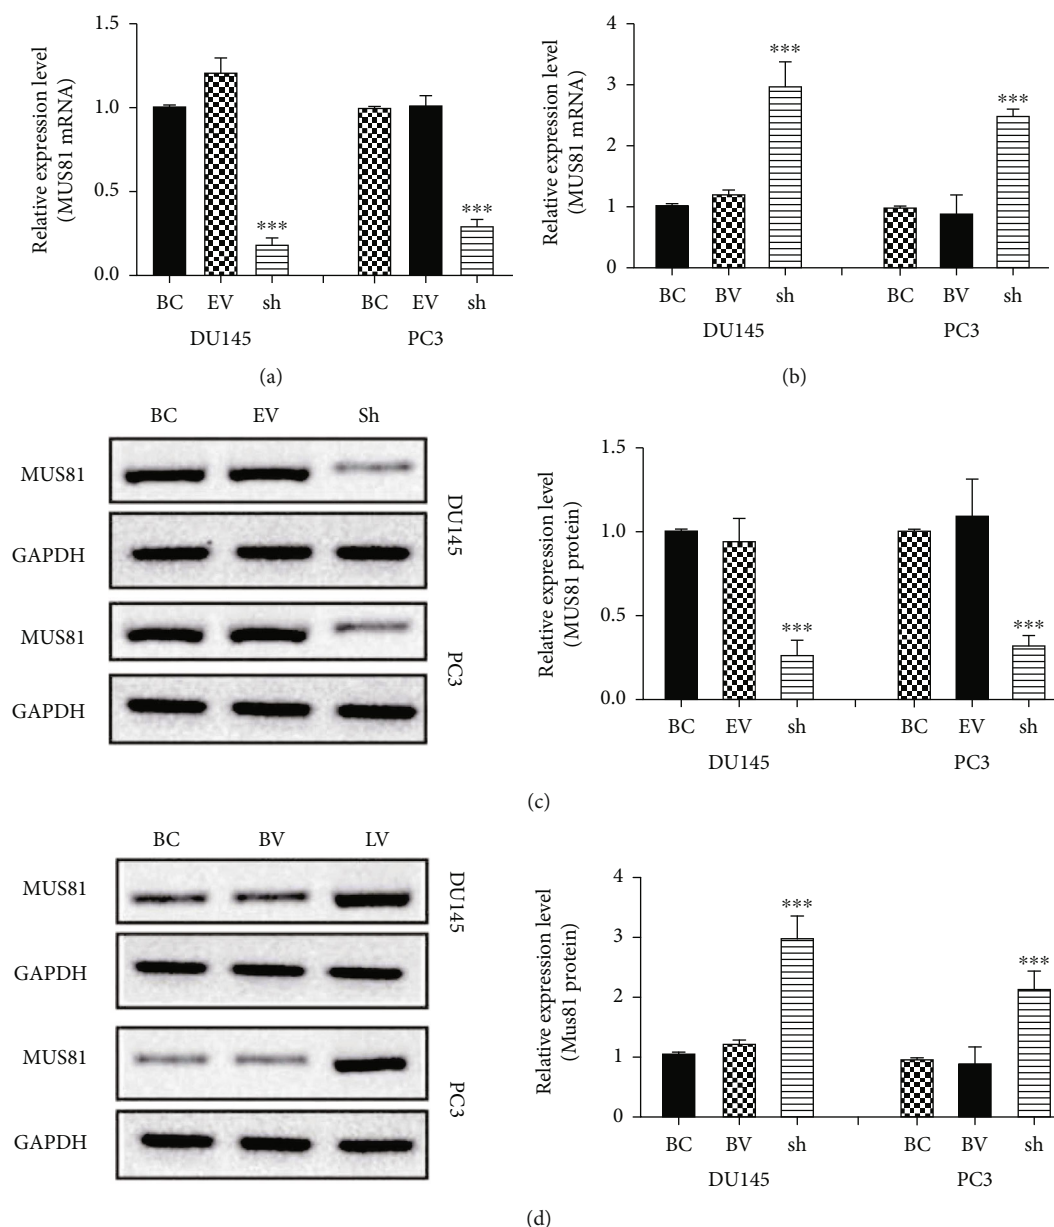 Relative expression level
(MUS81 mRNA)
1.5
1.0
0.5
0.0
***
***
BC EV sh BC EV sh
DU145 PC3
(a)
Relative expression level
(MUS81 mRNA)
4
3
2
1
0
***
***
BC BV sh BC BV sh
DU145 PC3
(b)
BC EV Sh
MUS81
GAPDH
DU145
MUS81
GAPDH
PC3
Relative expression level
(MUS81 protein)
1.5
1.0
0.5
0.0
***
***
BC EV sh BC EV sh
DU145 PC3
(c)
BC BV LV
MUS81
GAPDH
DU145
MUS81
GAPDH
PC3
Relative expression level
(Mus81 protein)
4
3
2
1
0
***
***
BC BV sh BC BV sh
DU145 PC3
(d)